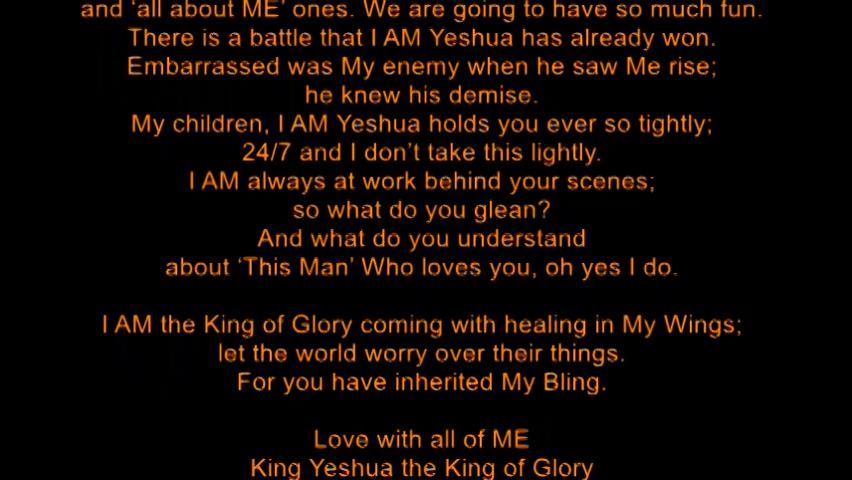 and ‘all about ME’ ones. We are going to have so much fun.
There is a battle that I AM Yeshua has already won.
Embarrassed was My enemy when he saw Me rise;
he knew his demise.
My children, I AM Yeshua holds you ever so tightly;
24/7 and I don’t take this lightly.
I AM always at work behind your scenes;
so what do you glean?
And what do you understand
about ‘This Man’ Who loves you, oh yes I do.
I AM the King of Glory coming with healing in My Wings;
let the world worry over their things.
For you have inherited My Bling.
Love with all of ME
King Yeshua the King of Glory